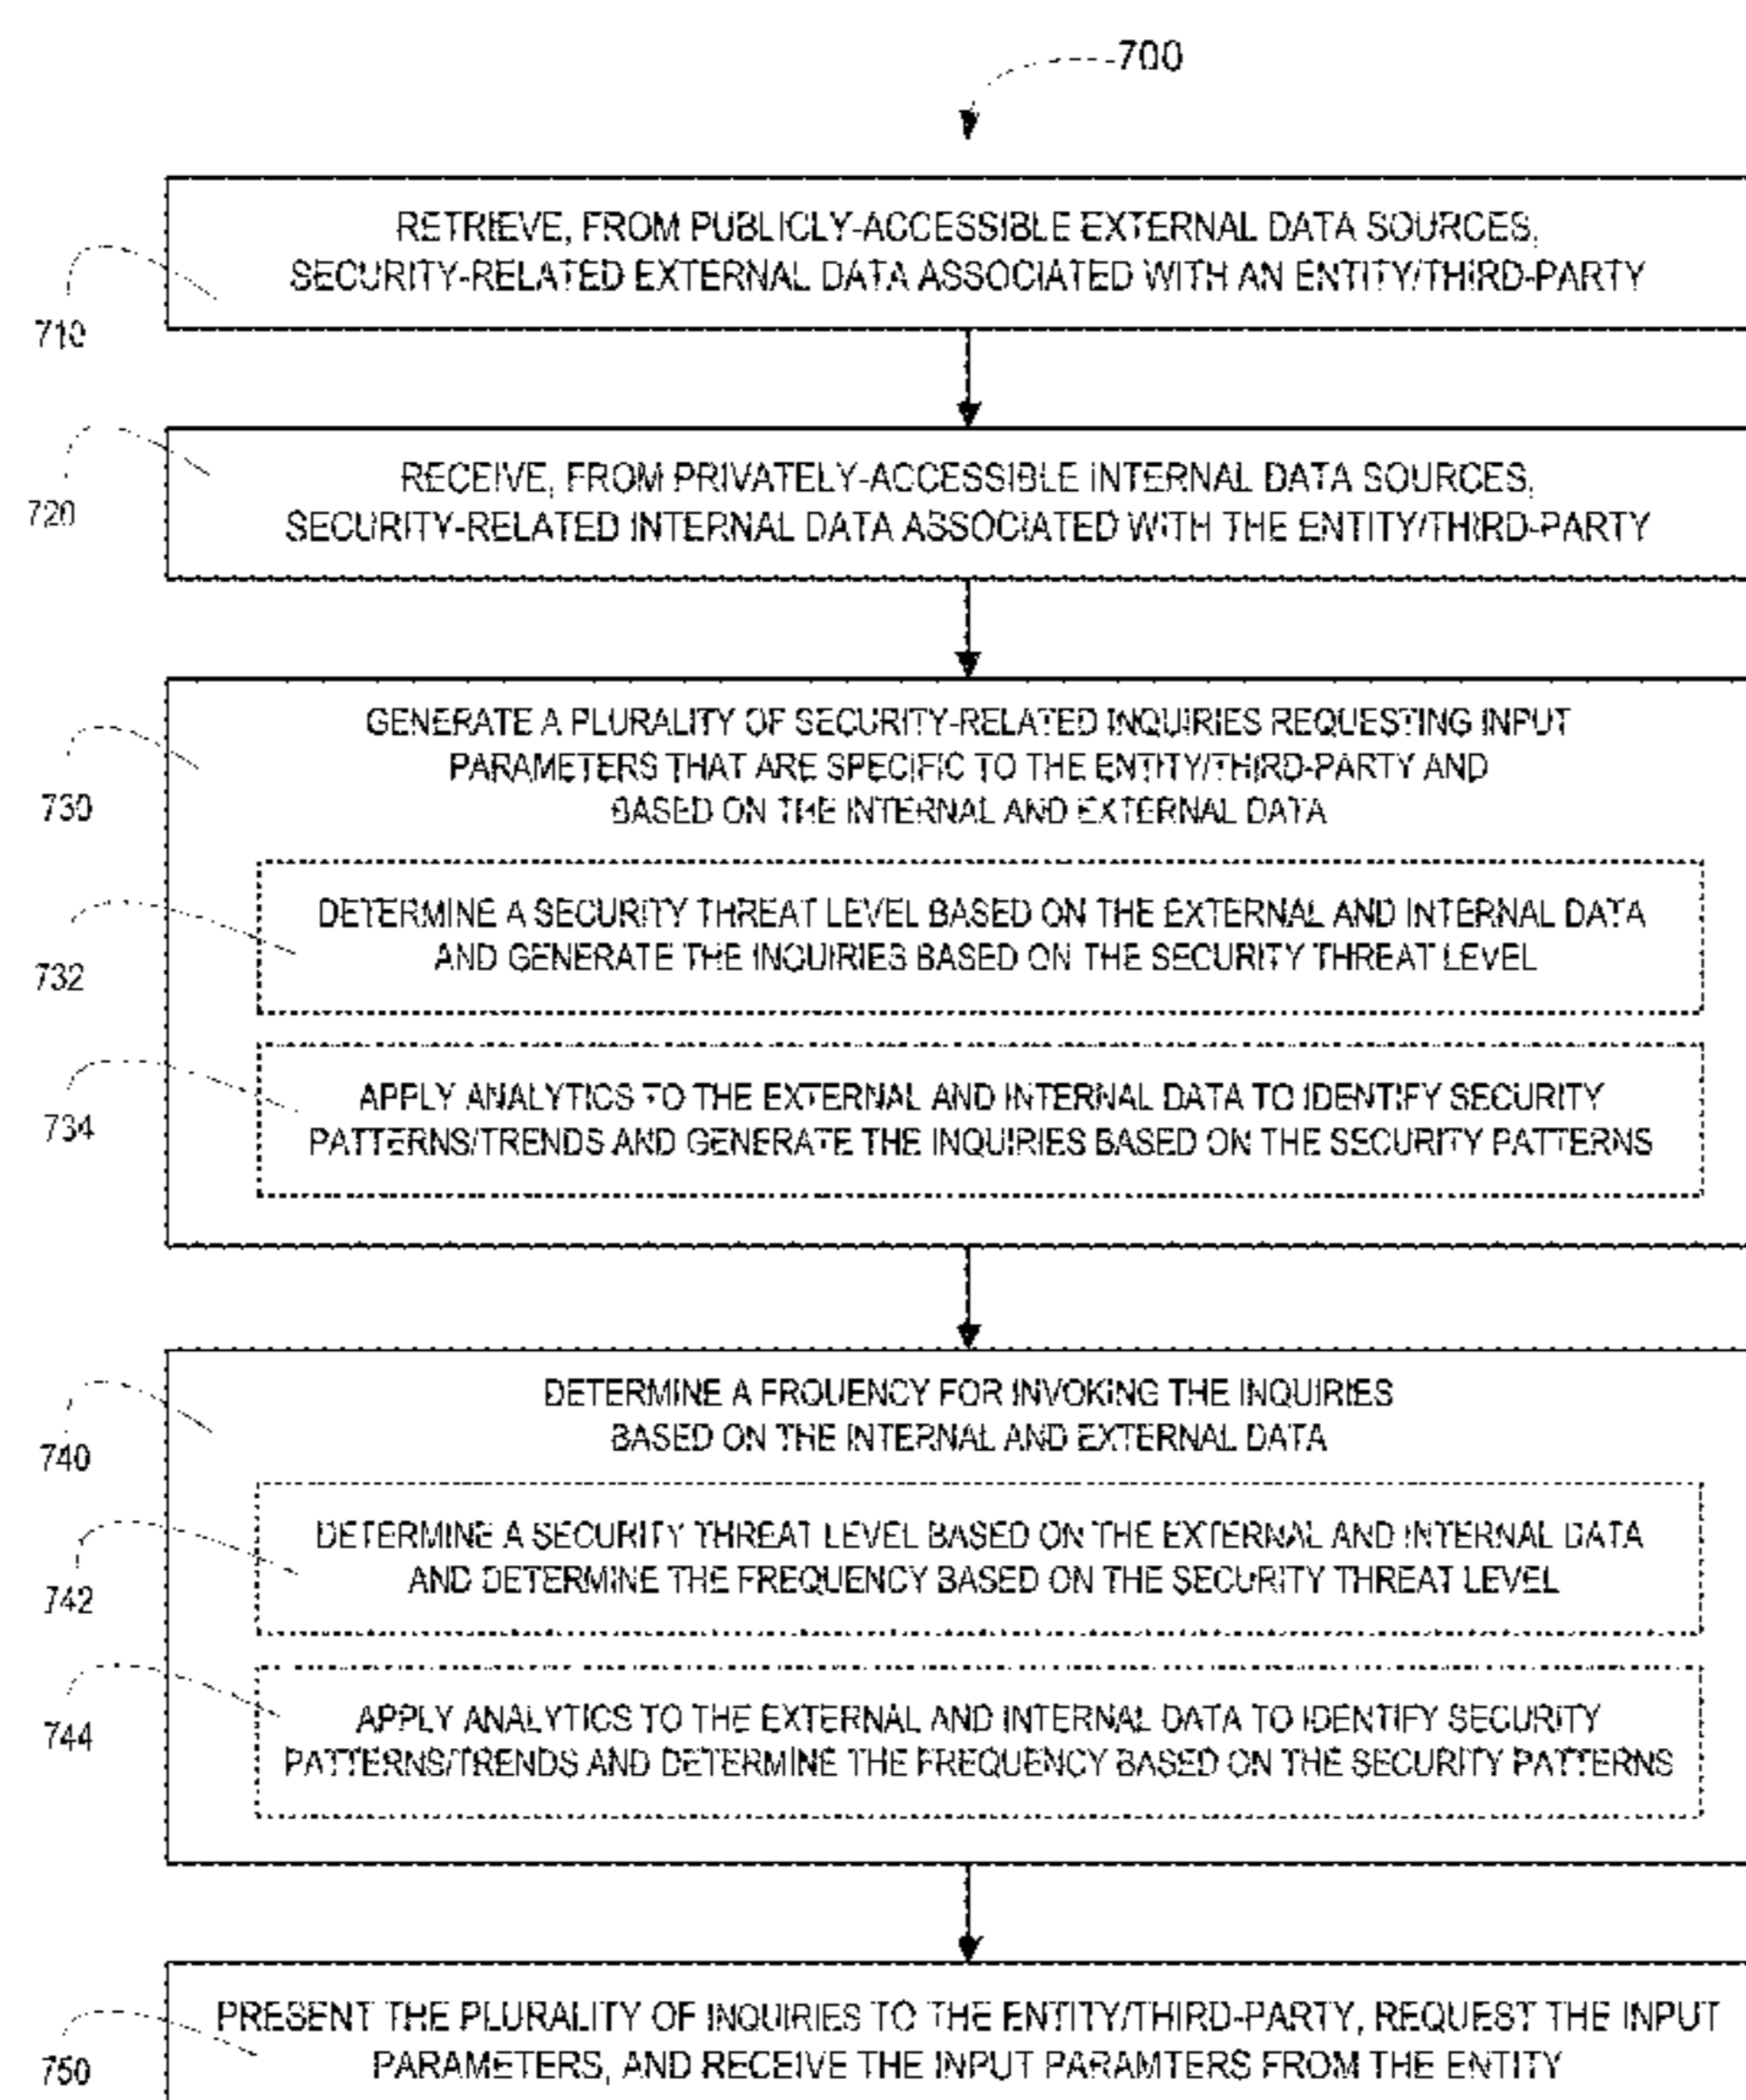 700
RETRIEVE, FROM PUBLICLY-ACCESSIBLE EXTERNAL DATA SOURCES,
SECURITY-RELATED EXTERNAL DATA ASSOCIATED WITH AN ENTITY/THIRD-PARTY
710
RECEIVE, FROM PRIVATELY-ACCESSIBLE INTERNAL DATA SOURCES,
SECURITY-RELATED INTERNAL DATA ASSOCIATED WITH THE ENTITY/THIRD-PARTY
720
GENERATE A PLURALITY OF SECURITY-RELATED INQUIRIES REQUESTING INPUT
PARAMETERS THAT ARE SPECIFIC TO THE ENTITY/THIRD-PARTY AND
BASED ON THE INTERNAL AND EXTERNAL DATA
730
DETERMINE A SECURITY THREAT LEVEL BASED ON THE EXTERNAL AND INTERNAL DATA
AND GENERATE THE INQUIRIES BASED ON THE SECURITY THREAT LEVEL
732
APPLY ANALYTICS TO THE EXTERNAL AND INTERNAL DATA TO IDENTIFY SECURITY
PATTERNS/TRENDS AND GENERATE THE INQUIRIES BASED ON THE SECURITY PATTERNS
734
DETERMINE A FRQUENCY FOR INVOKING THE INQUIRIES
BASED ON THE INTERNAL AND EXTERNAL DATA
740
DETERMINE A SECURITY THREAT LEVEL BASED ON THE EXTERNAL AND INTERNAL DATA
AND DETERMINE THE FREQUENCY BASED ON THE SECURITY THREAT LEVEL
742
APPLY ANALYTICS TO THE EXTERNAL AND INTERNAL DATA TO IDENTIFY SECURITY
PATTERNS/TRENDS AND DETERMINE THE FREQUENCY BASED ON THE SECURITY PATTERNS
744
PRESENT THE PLURALITY OF INQUIRIES TO THE ENTITY/THIRD-PARTY, REQUEST THE INPUT
PARAMETERS, AND RECEIVE THE INPUT PARAMTERS FROM THE ENTITY
750